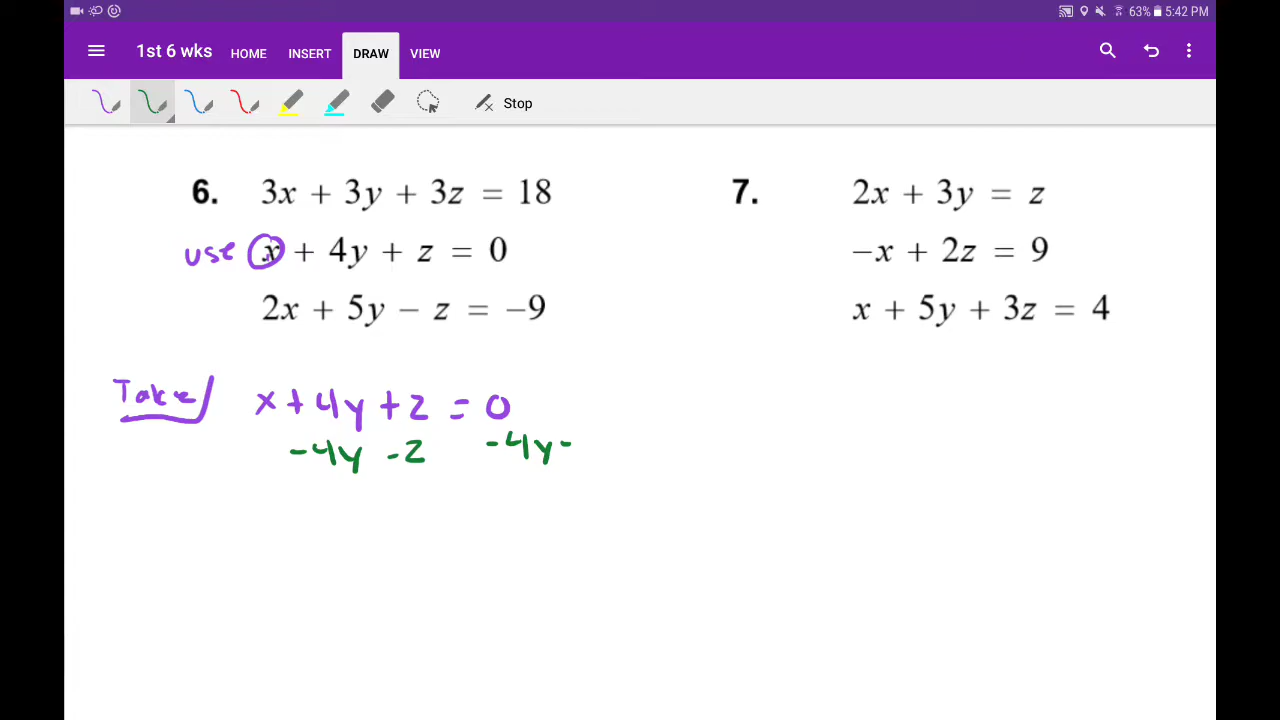 63% 5:42 PM
1st 6 wks HOME INSERT DRAW VIEW
Stop
6. 3x + 3y + 3z = 18
use x + 4y + z = 0
2x + 5y − z = −9
7. 2x + 3y = z
−x + 2z = 9
x + 5y + 3z = 4
Take x + 4y + z = 0
-4y -z -4y -